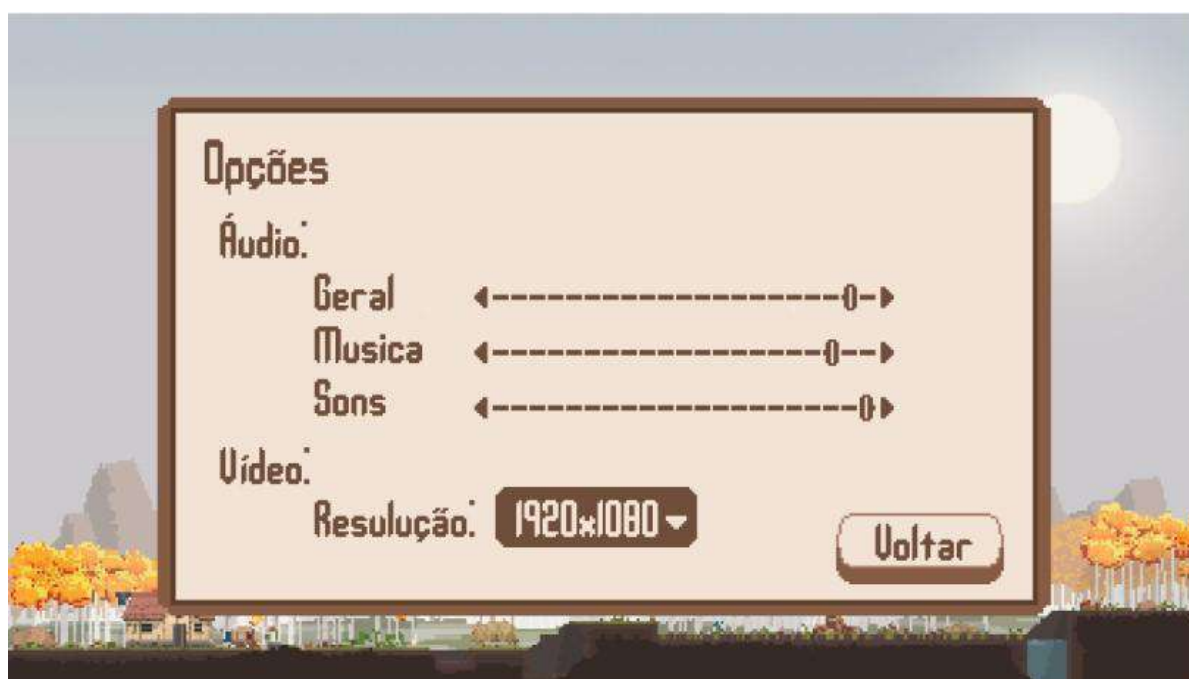 Opções
Áudio:
Geral
Musica
Sons
Vídeo:
Resulução: 1920x1080
Voltar